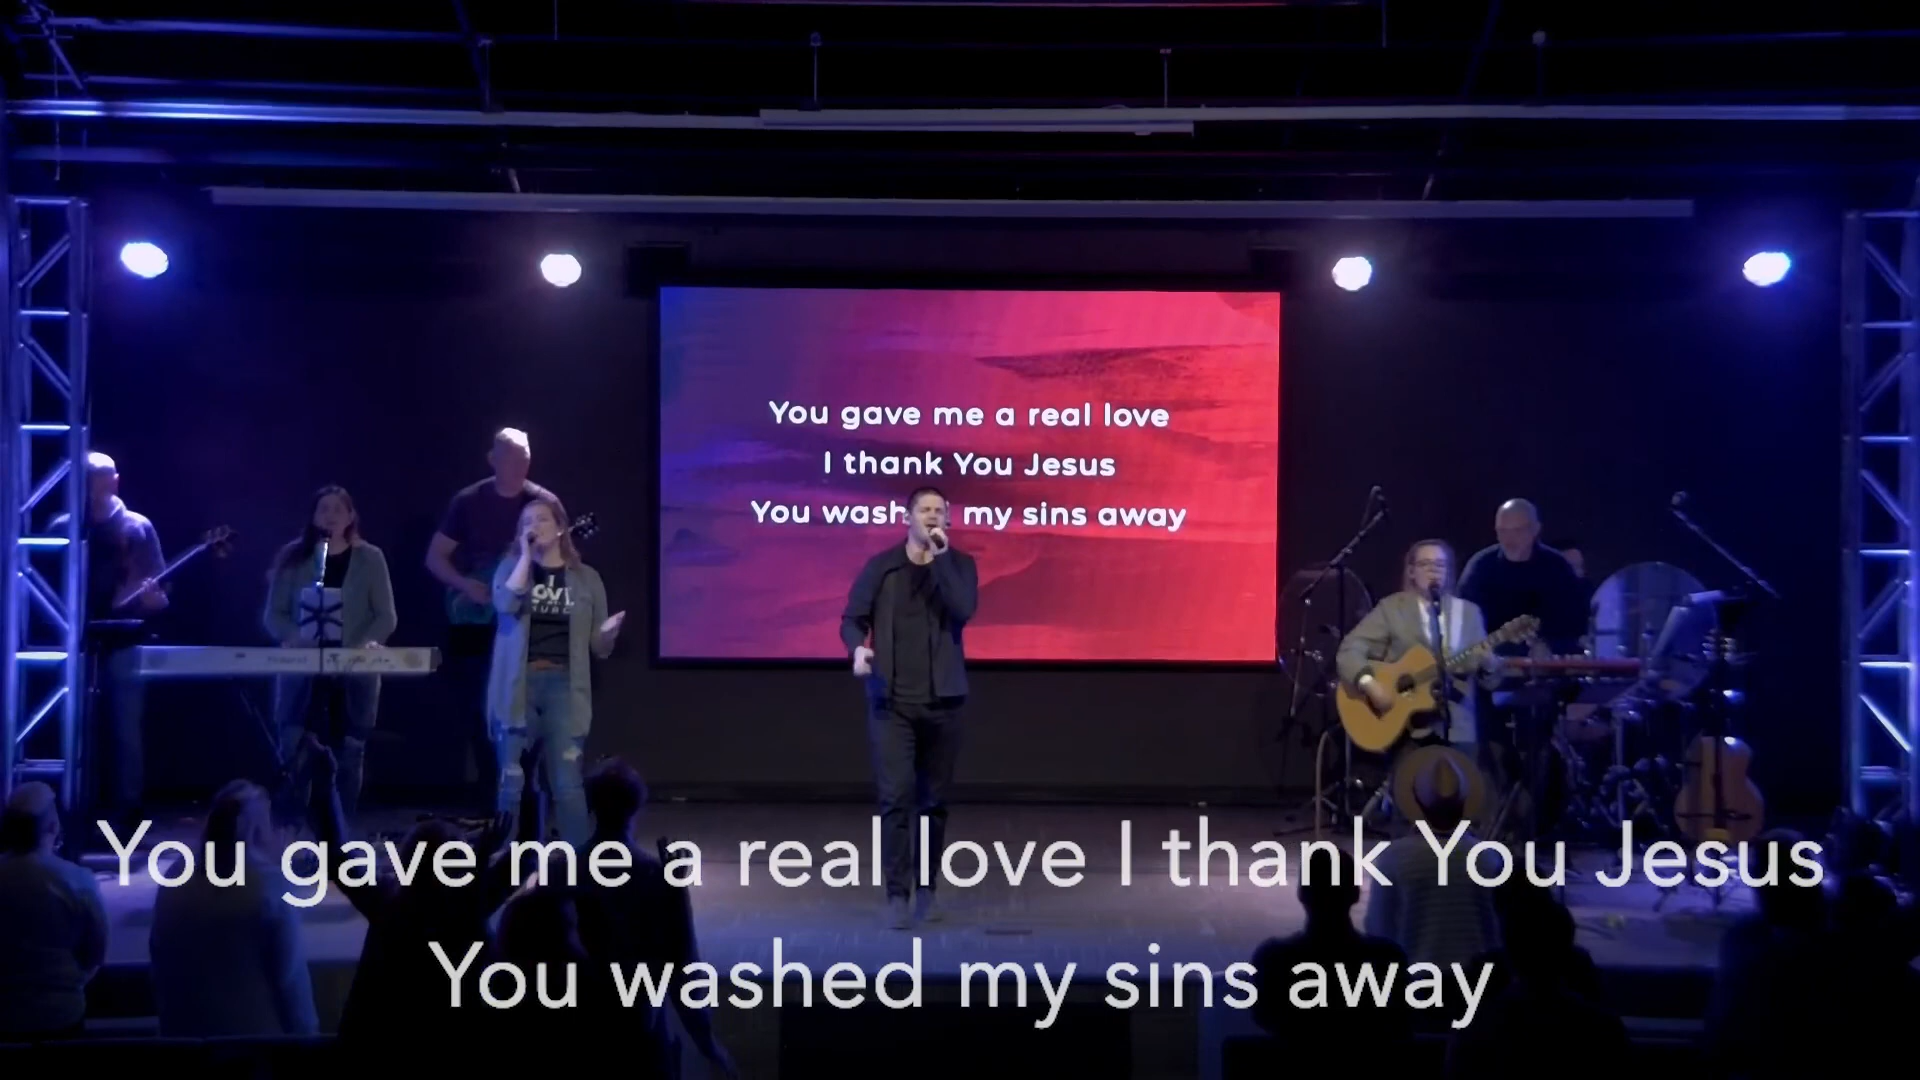 You gave me a real love
I thank You Jesus
You wash my sins away
I
You gave me a real love I thank You Jesus
You washed my sins away